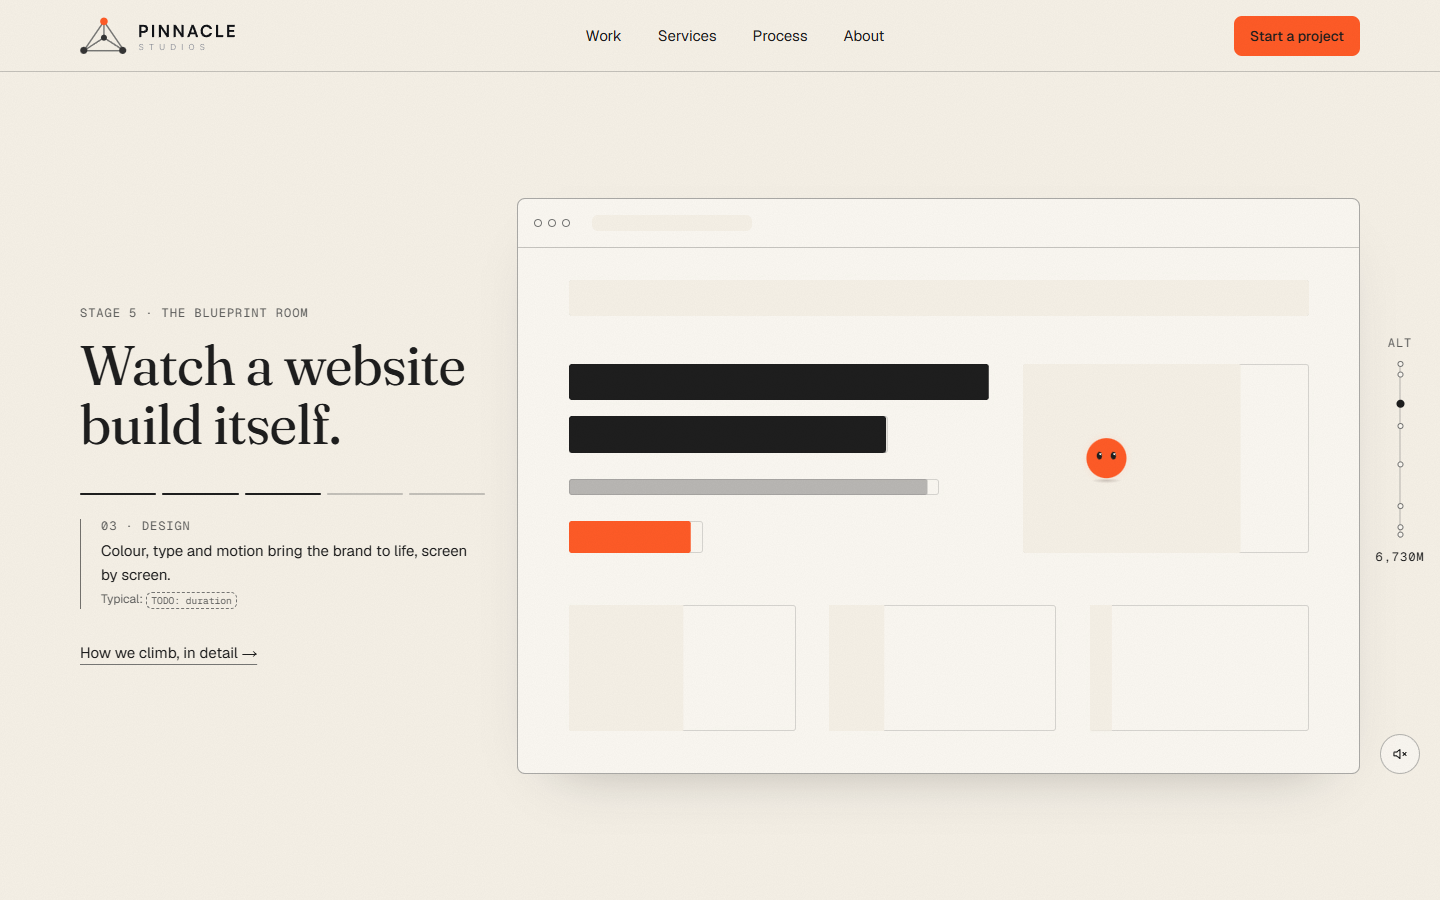 PINNACLE
STUDIOS
Work
Services
Process
About
Start a project
STAGE 5 · THE BLUEPRINT ROOM
Watch a website
build itself.
03 · DESIGN
Colour, type and motion bring the brand to life, screen
by screen.
Typical: TODO: duration
How we climb, in detail →
ALT
6,730M